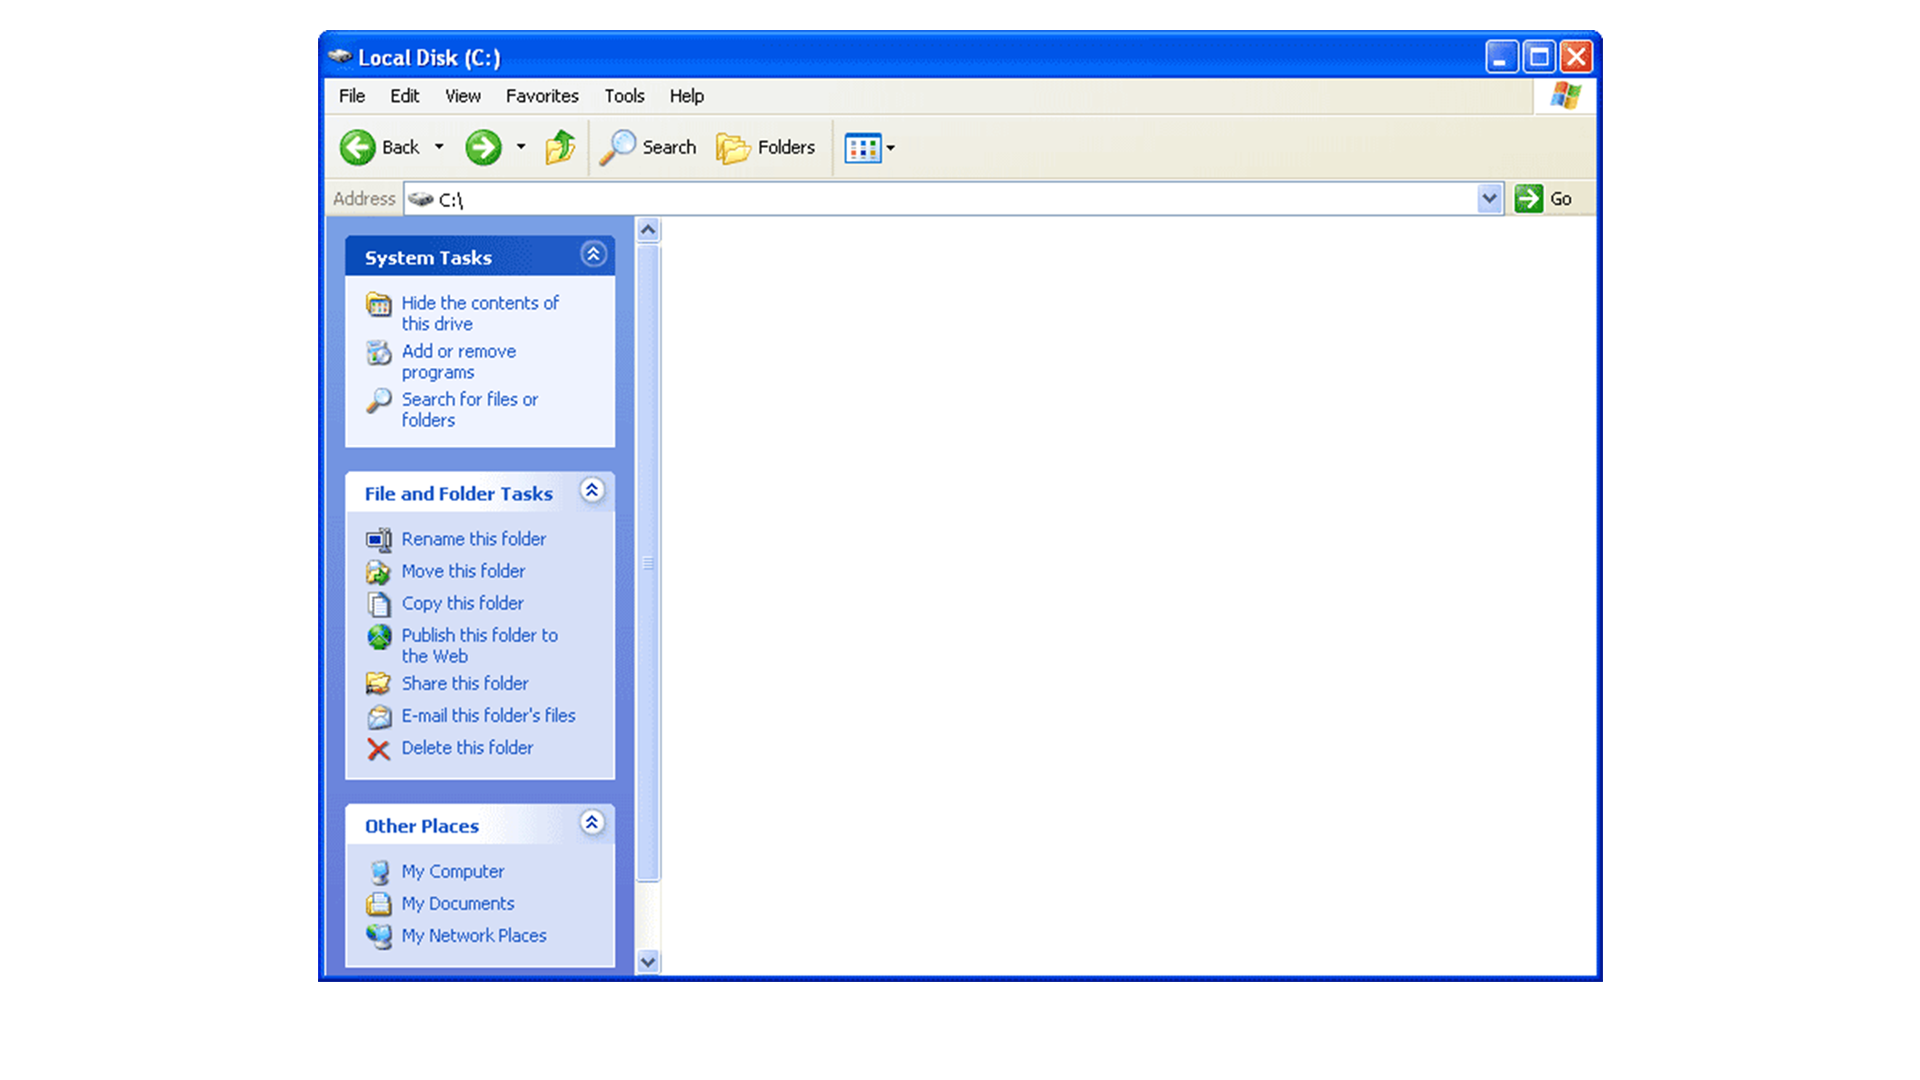 Local Disk (C:)
File Edit View Favorites Tools Help
Back Search Folders
Address C:\ Go
System Tasks
Hide the contents of
this drive
Add or remove
programs
Search for files or
folders
File and Folder Tasks
Rename this folder
Move this folder
Copy this folder
Publish this folder to
the Web
Share this folder
E-mail this folder's files
Delete this folder
Other Places
My Computer
My Documents
My Network Places